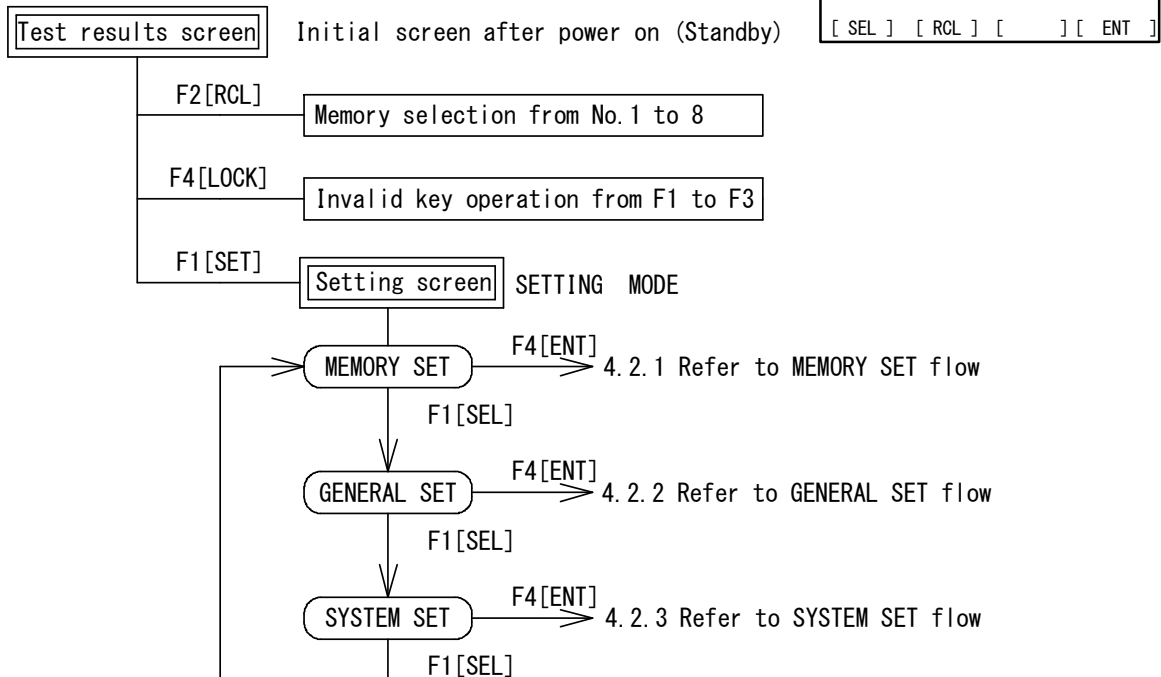 Test results screen Initial screen after power on (Standby) [ SEL ] [ RCL ] [ ] [ ENT ]
F2[RCL]
Memory selection from No.1 to 8
F4[LOCK]
Invalid key operation from F1 to F3
F1[SET]
Setting screen SETTING MODE
F4[ENT]
MEMORY SET 4.2.1 Refer to MEMORY SET flow
F1[SEL]
F4[ENT]
GENERAL SET 4.2.2 Refer to GENERAL SET flow
F1[SEL]
F4[ENT]
SYSTEM SET 4.2.3 Refer to SYSTEM SET flow
F1[SEL]